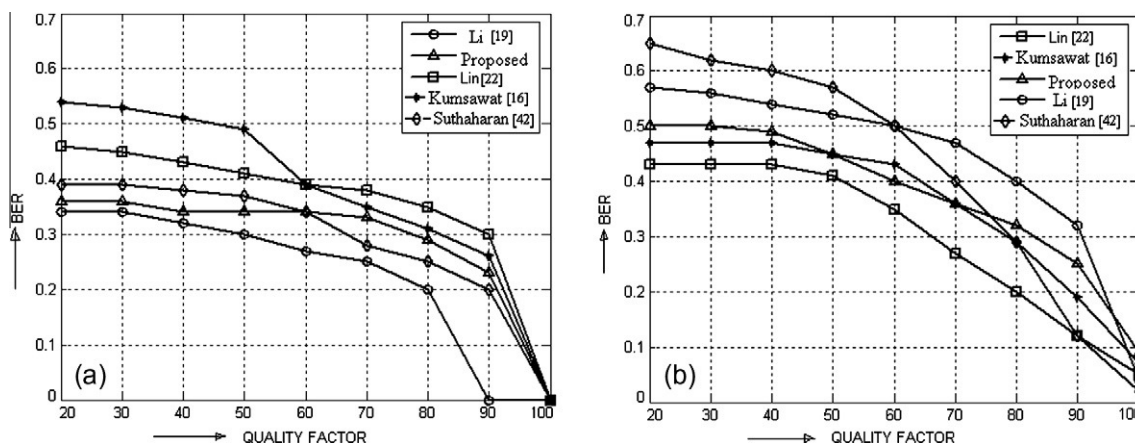 0.7
0.6
0.5
0.4
0.3
0.2
0.1
0
BER
Li [19]
Proposed
Lin[22]
Kumsawat [16]
Suthaharan [42]
(a)
20 30 40 50 60 70 80 90 100
QUALITY FACTOR
0.7
0.6
0.5
0.4
0.3
0.2
0.1
0
BER
Lin [22]
Kumsawat [16]
Proposed
Li [19]
Suthaharan [42]
(b)
20 30 40 50 60 70 80 90 100
QUALITY FACTOR